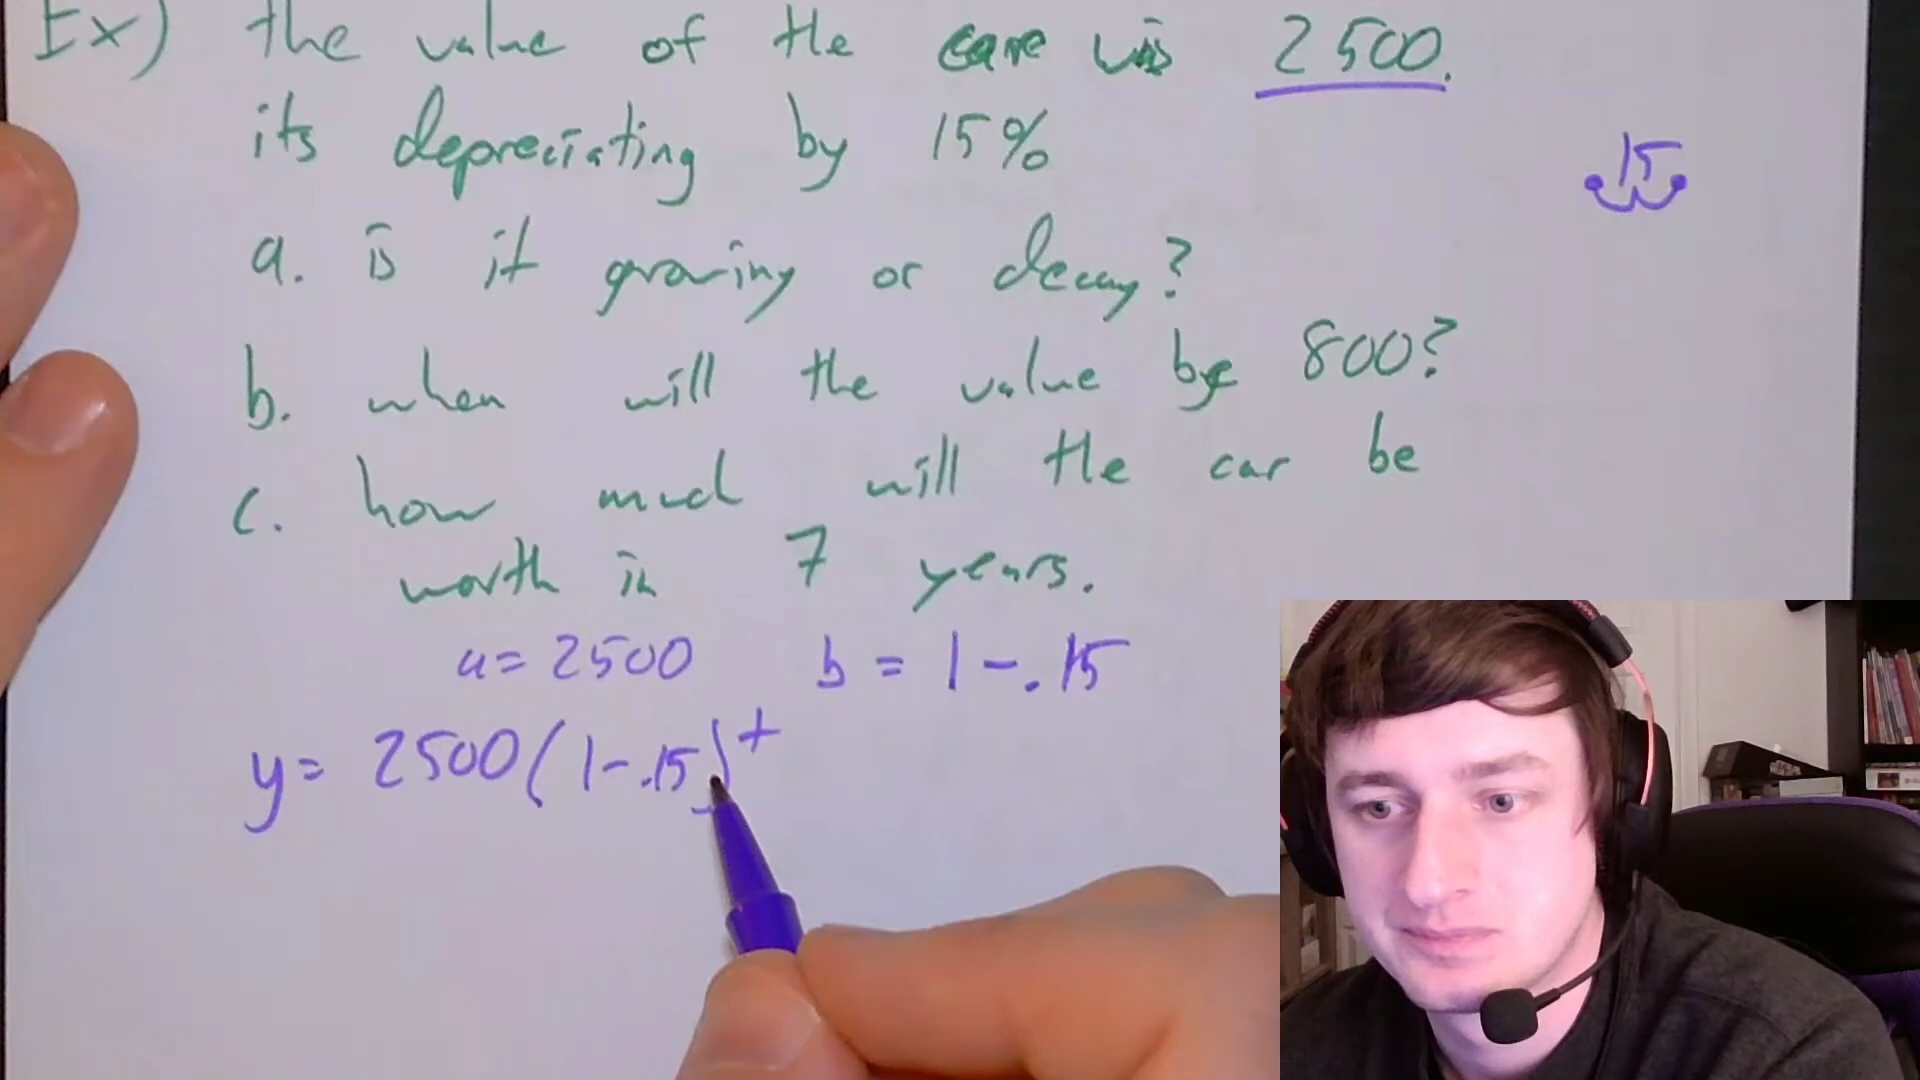 Ex) the value of the care is 2500.
its depreciating by 15%
15
a. is it growing or decay?
b. when will the value be 800?
c. how much will the car be
worth in 7 years.
a = 2500 b = 1 - .15
y = 2500(1 - .15)^t